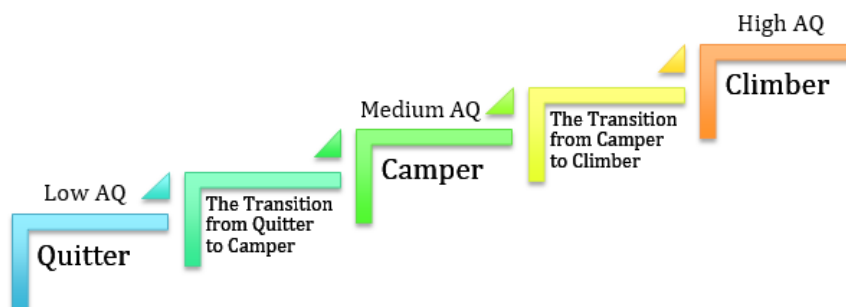 Low AQ
Quitter
The Transition
from Quitter
to Camper
Medium AQ
Camper
The Transition
from Camper
to Climber
High AQ
Climber